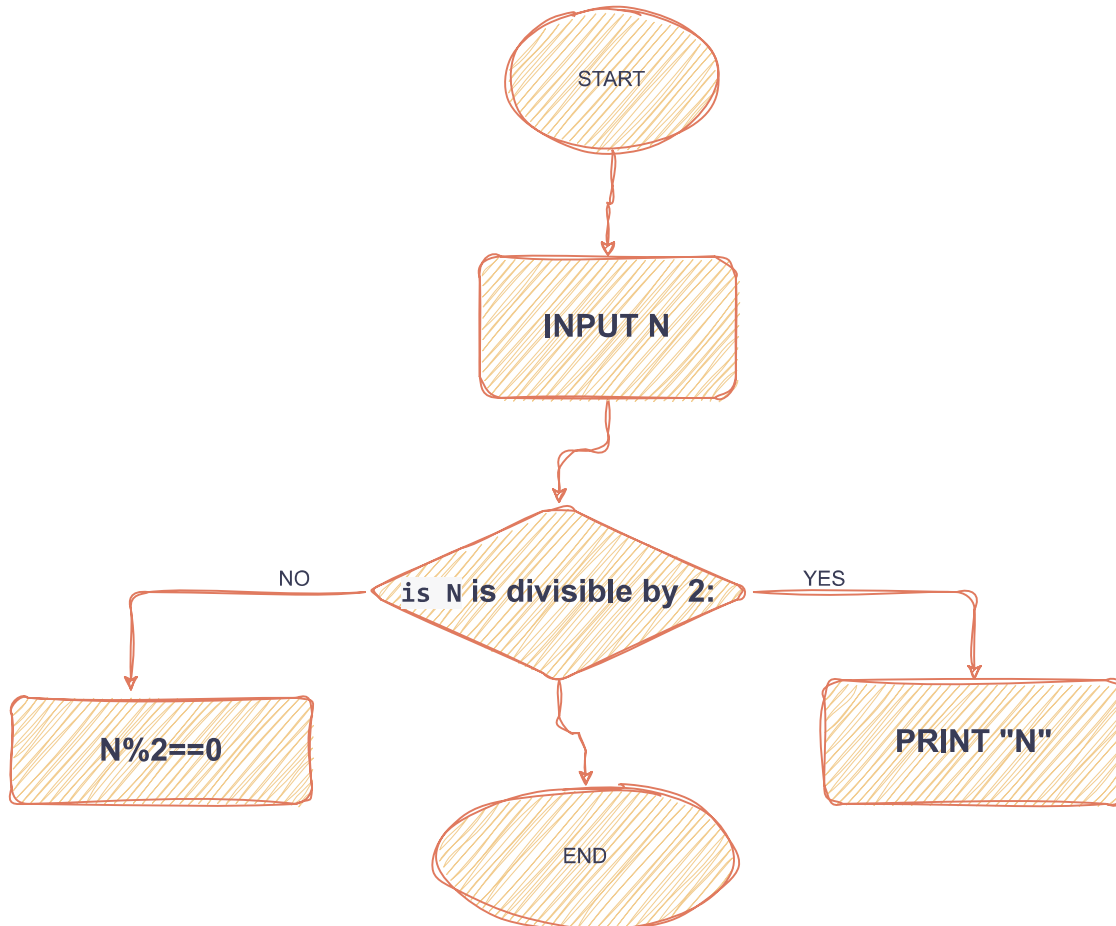 START
INPUT N
is N is divisible by 2:
NO
YES
N%2==0
PRINT "N"
END